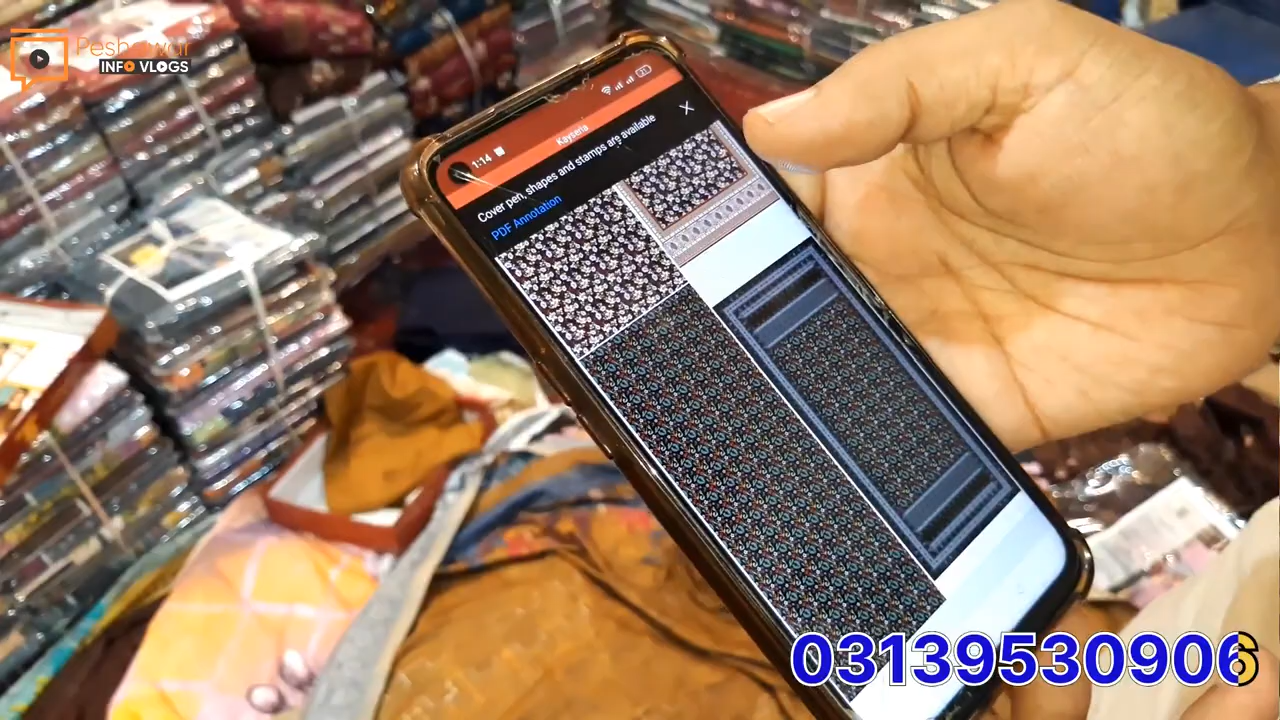 Peshawar
INFO VLOGS
1:14
Kayseria
Cover pen, shapes and stamps are available
PDF Annotation
03139530906